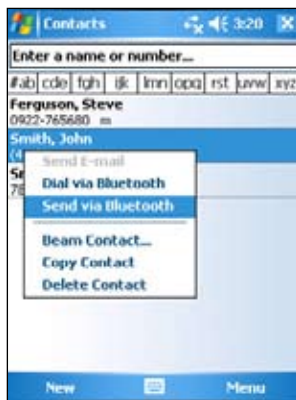 Contacts 3:20
Enter a name or number...
#ab cde fgh ijk lmn opq rst uvw xyz
Ferguson, Steve
0922-765680 m
Smith, John
(4
Send E-mail
Dial via Bluetooth
Send via Bluetooth
Beam Contact...
Copy Contact
Delete Contact
New Menu